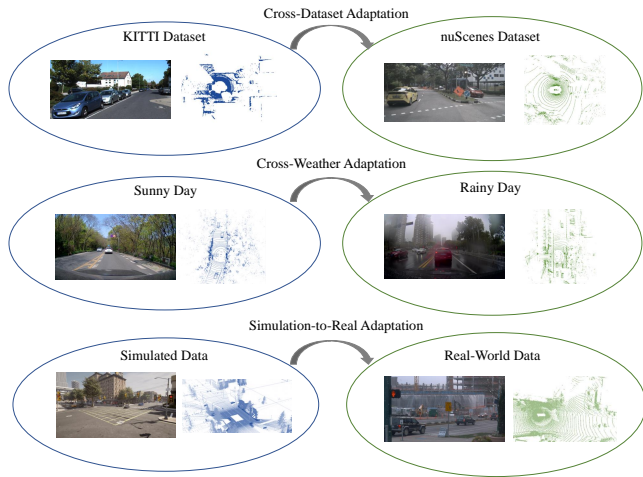 Cross-Dataset Adaptation
KITTI Dataset
nuScenes Dataset
Cross-Weather Adaptation
Sunny Day
Rainy Day
Simulation-to-Real Adaptation
Simulated Data
Real-World Data